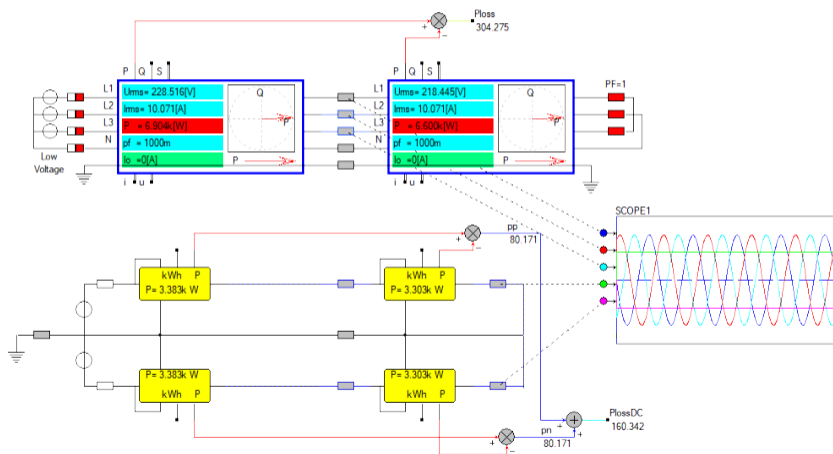 Ploss
304.275
P Q S
P Q S
L1
L2
L3
N
Urms= 228.516[V]
Irms= 10.071[A]
P = 6.904k[W]
pf = 1000m
Io =0[A]
Q
P
P
i u
L1
L2
L3
N
Urms= 218.445[V]
Irms= 10.071[A]
P = 6.600k[W]
pf = 1000m
Io =0[A]
Q
P
P
i u
PF=1
Low
Voltage
SCOPE1
pp
80.171
kWh P
P= 3.383k W
kWh P
P= 3.303k W
P= 3.383k W
kWh P
P= 3.303k W
kWh P
PlossDC
160.342
pn
80.171